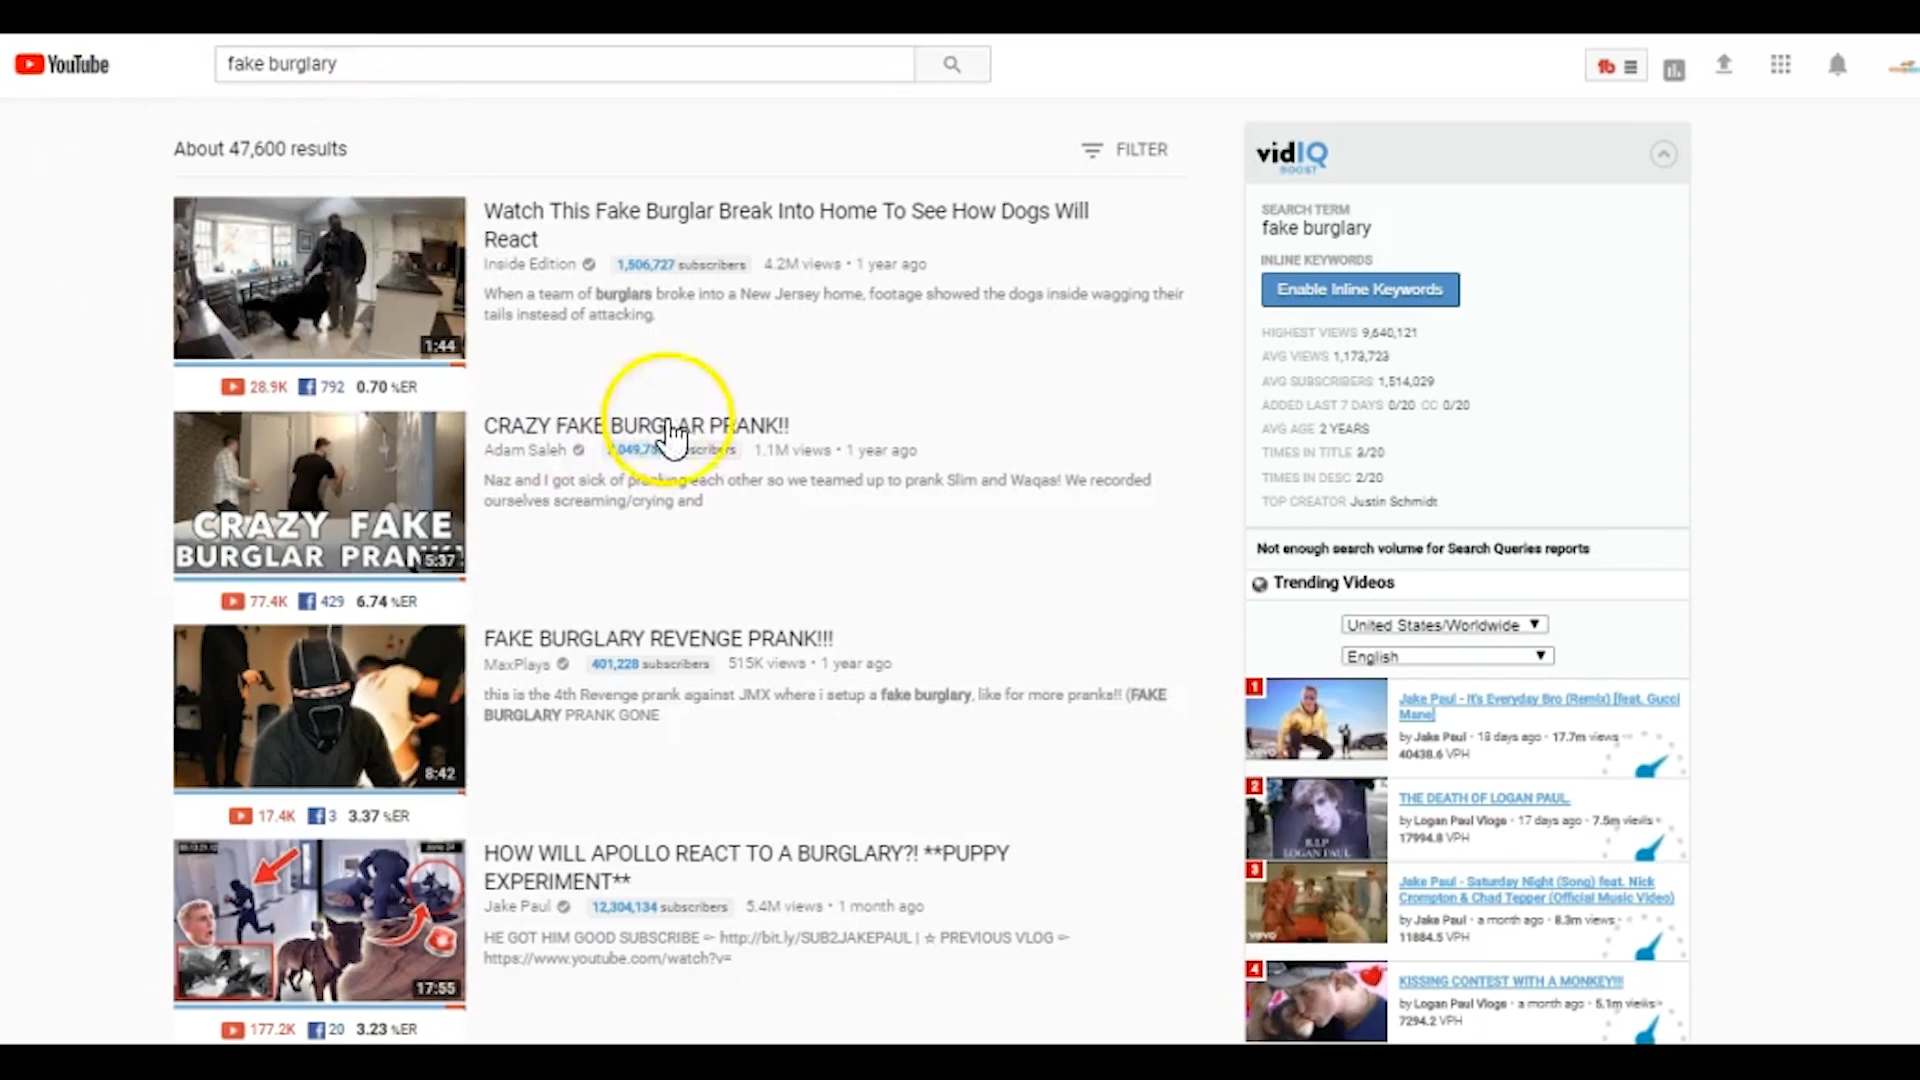 YouTube
fake burglary
About 47,600 results
FILTER
Watch This Fake Burglar Break Into Home To See How Dogs Will
React
Inside Edition 1,506,727 subscribers 4.2M views • 1 year ago
When a team of burglars broke into a New Jersey home, footage showed the dogs inside wagging their
tails instead of attacking.
1:44
28.9K 792 0.70 %ER
CRAZY FAKE BURGLAR PRANK!!
Adam Saleh 1.1M views • 1 year ago
Naz and I got sick of pranking each other so we teamed up to prank Slim and Waqas! We recorded
ourselves screaming/crying and
CRAZY FAKE
BURGLAR
5:37
77.4K 429 6.74 %ER
FAKE BURGLARY REVENGE PRANK!!!
MaxPlays 401,228 subscribers 515K views • 1 year ago
this is the 4th Revenge prank against JMX where i setup a fake burglary, like for more pranks!! (FAKE
BURGLARY PRANK GONE
8:42
17.4K 3 3.37 %ER
HOW WILL APOLLO REACT TO A BURGLARY?! **PUPPY
EXPERIMENT**
Jake Paul 12,304,134 subscribers 5.4M views • 1 month ago
HE GOT HIM GOOD SUBSCRIBE ➛ http://bit.ly/SUB2JAKEPAUL | ☆ PREVIOUS VLOG ➛
https://www.youtube.com/watch?v=
17:55
177.2K 20 3.23 %ER
vidIQ
BOOST
SEARCH TERM
fake burglary
INLINE KEYWORDS
Enable Inline Keywords
HIGHEST VIEWS 9,640,121
AVG VIEWS 1,173,723
AVG SUBSCRIBERS 1,514,029
ADDED LAST 7 DAYS 0/20 CC 0/20
AVG AGE 2 YEARS
TIMES IN TITLE 3/20
TIMES IN DESC 2/20
TOP CREATOR Justin Schmidt
Not enough search volume for Search Queries reports
Trending Videos
United States/Worldwide
English
1
Jake Paul - It's Everyday Bro (Remix) [feat. Gucci
Mane]
by Jake Paul - 18 days ago - 17.7m views -
40438.6 VPH
2
R.I.P
LOGAN PAUL
THE DEATH OF LOGAN PAUL.
by Logan Paul Vlogs - 17 days ago - 7.5m views -
17994.8 VPH
3
Jake Paul - Saturday Night (Song) feat. Nick
Crompton & Chad Tepper (Official Music Video)
by Jake Paul - a month ago - 8.3m views -
11884.5 VPH
4
KISSING CONTEST WITH A MONKEY!!!
by Logan Paul Vlogs - a month ago - 5.1m views -
7294.2 VPH